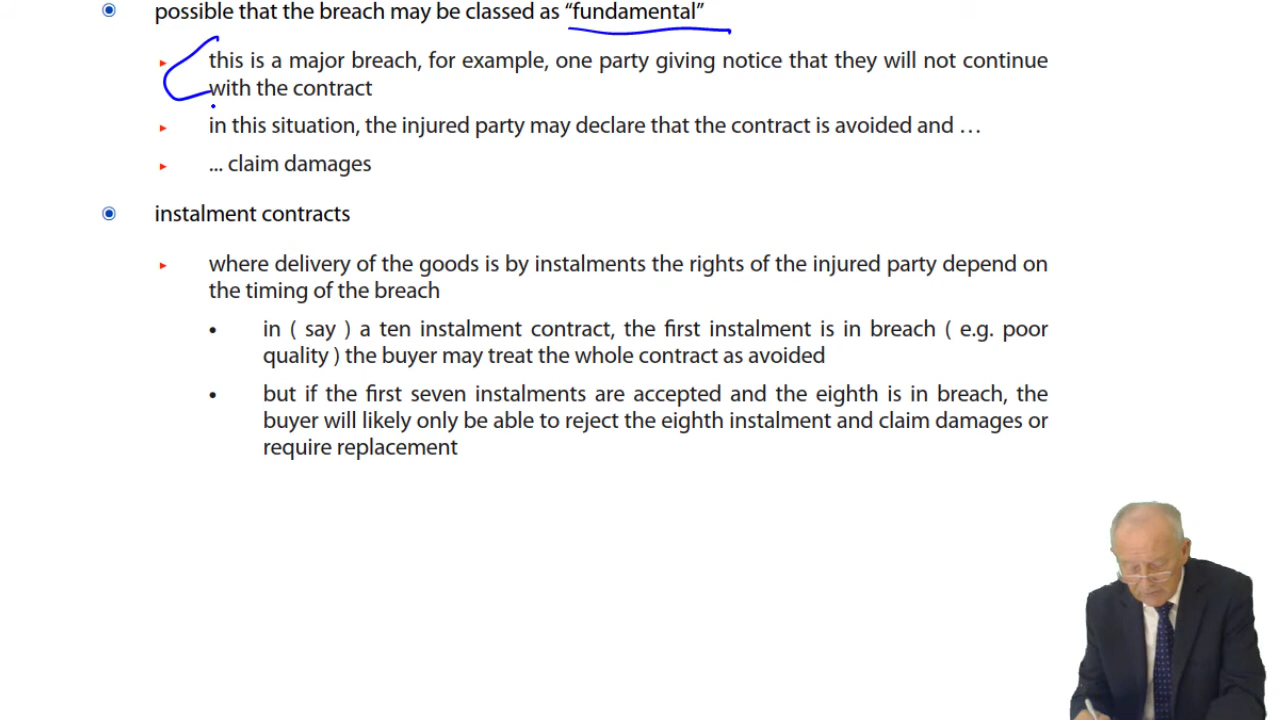 possible that the breach may be classed as “fundamental”
this is a major breach, for example, one party giving notice that they will not continue
with the contract
in this situation, the injured party may declare that the contract is avoided and …
... claim damages
instalment contracts
where delivery of the goods is by instalments the rights of the injured party depend on
the timing of the breach
in ( say ) a ten instalment contract, the first instalment is in breach ( e.g. poor
quality ) the buyer may treat the whole contract as avoided
but if the first seven instalments are accepted and the eighth is in breach, the
buyer will likely only be able to reject the eighth instalment and claim damages or
require replacement